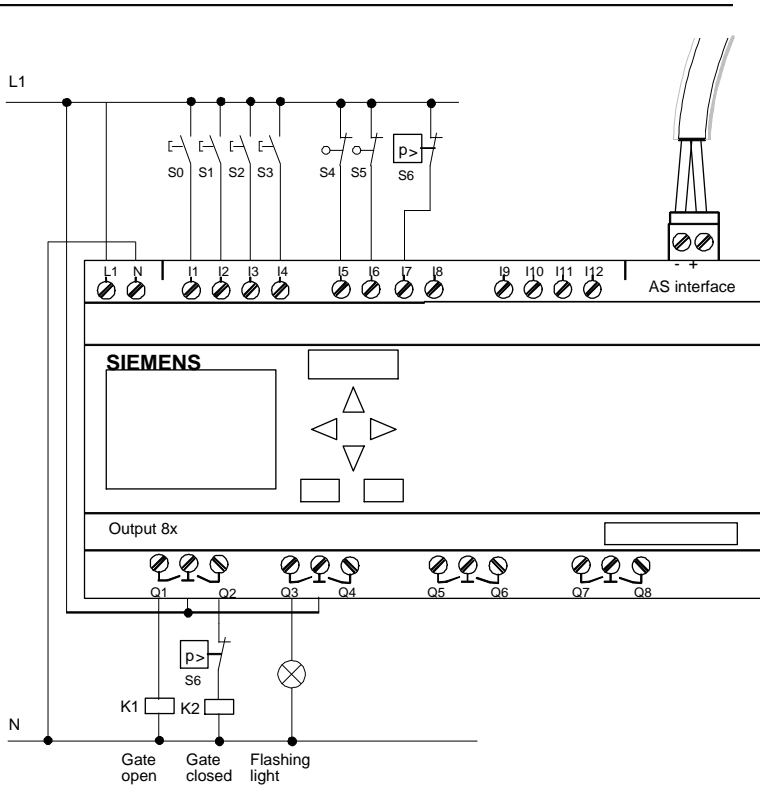 L1
S0 S1 S2 S3 S4 S5 p> S6
L1 N I1 I2 I3 I4 I5 I6 I7 I8 I9 I10 I11 I12
- +
AS interface
SIEMENS
Output 8x
Q1 Q2 Q3 Q4 Q5 Q6 Q7 Q8
p>
S6
K1 K2
N
Gate open
Gate closed
Flashing light